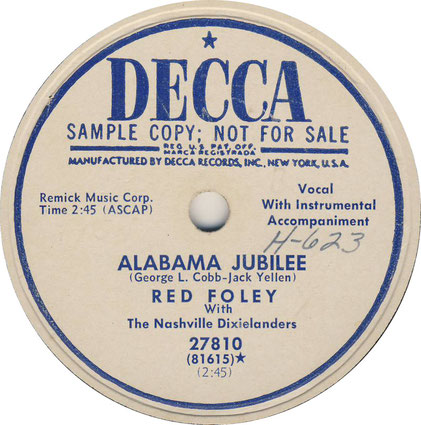 ★
DECCA
SAMPLE COPY; NOT FOR SALE
REG. U.S. PAT. OFF.
MARCA REGISTRADA
MANUFACTURED BY DECCA RECORDS, INC., NEW YORK, U.S.A.
Remick Music Corp.
Time 2:45 (ASCAP)
Vocal
With Instrumental
Accompaniment
H-623
ALABAMA JUBILEE
(George L. Cobb-Jack Yellen)
RED FOLEY
With
The Nashville Dixielanders
27810
(81615)★
(2:45)